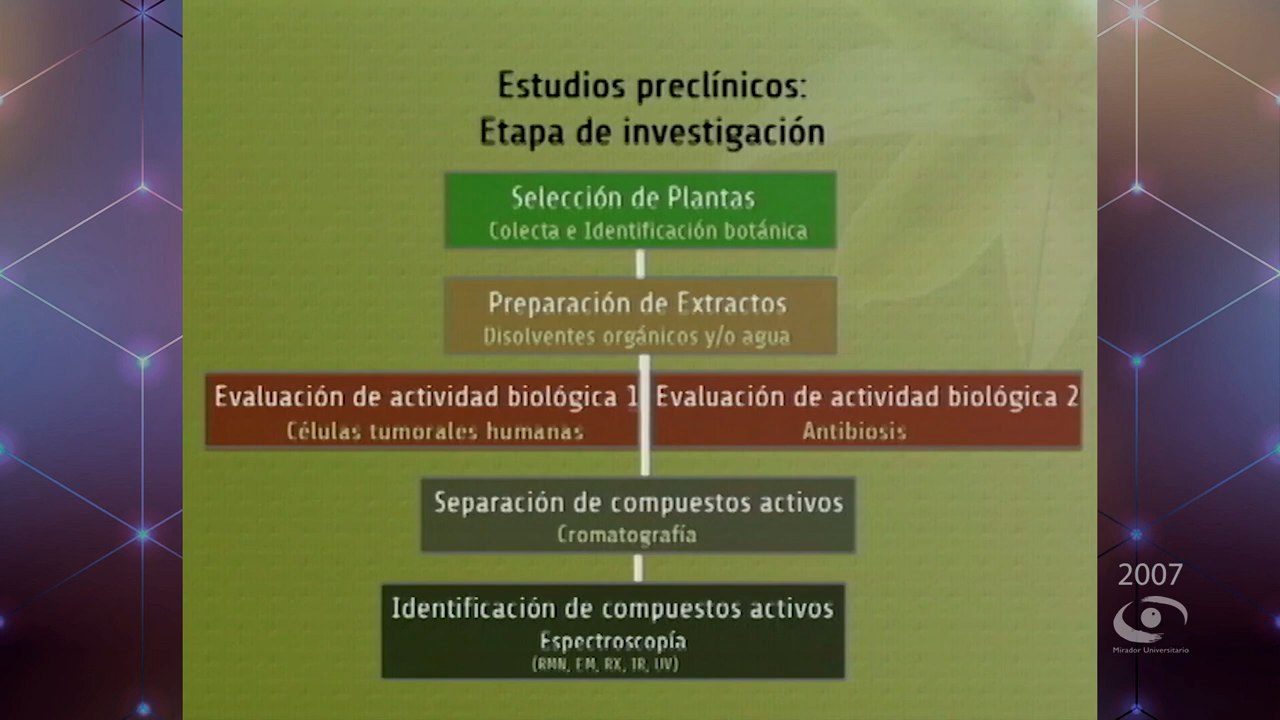 Estudios preclínicos:
Etapa de investigación
Selección de Plantas
Colecta e Identificación botánica
Preparación de Extractos
Disolventes orgánicos y/o agua
Evaluación de actividad biológica 1
Células tumorales humanas
Evaluación de actividad biológica 2
Antibiosis
Separación de compuestos activos
Cromatografía
Identificación de compuestos activos
Espectroscopía
(RMN, EM, RX, IR, UV)
2007
Mirador Universitario